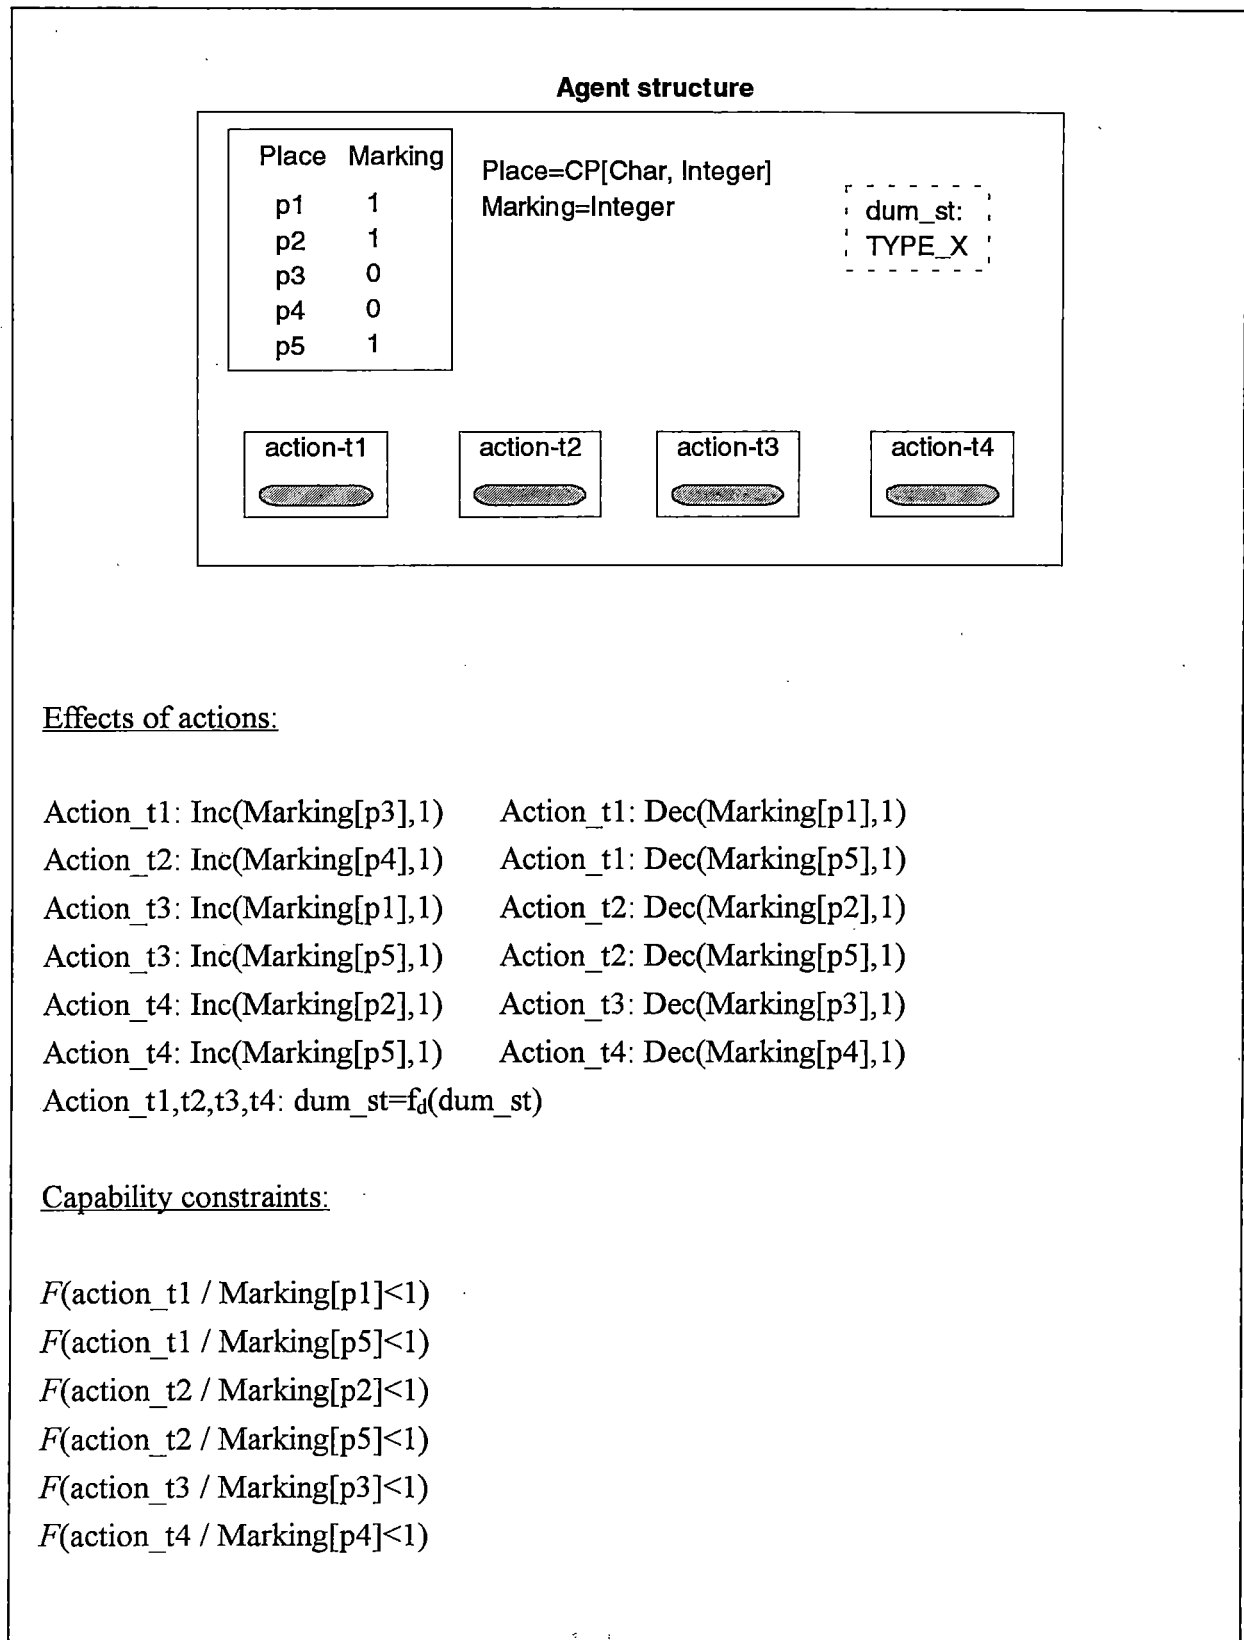 Agent structure
Place Marking
p1 1
p2 1
p3 0
p4 0
p5 1
Place=CP[Char, Integer]
Marking=Integer
dum_st:
TYPE_X
action-t1 action-t2 action-t3 action-t4
Effects of actions:
Action_t1: Inc(Marking[p3],1) Action_t1: Dec(Marking[p1],1)
Action_t2: Inc(Marking[p4],1) Action_t1: Dec(Marking[p5],1)
Action_t3: Inc(Marking[p1],1) Action_t2: Dec(Marking[p2],1)
Action_t3: Inc(Marking[p5],1) Action_t2: Dec(Marking[p5],1)
Action_t4: Inc(Marking[p2],1) Action_t3: Dec(Marking[p3],1)
Action_t4: Inc(Marking[p5],1) Action_t4: Dec(Marking[p4],1)
Action_t1,t2,t3,t4: dum_st=fd(dum_st)
Capability constraints:
F(action_t1 / Marking[p1]<1)
F(action_t1 / Marking[p5]<1)
F(action_t2 / Marking[p2]<1)
F(action_t2 / Marking[p5]<1)
F(action_t3 / Marking[p3]<1)
F(action_t4 / Marking[p4]<1)